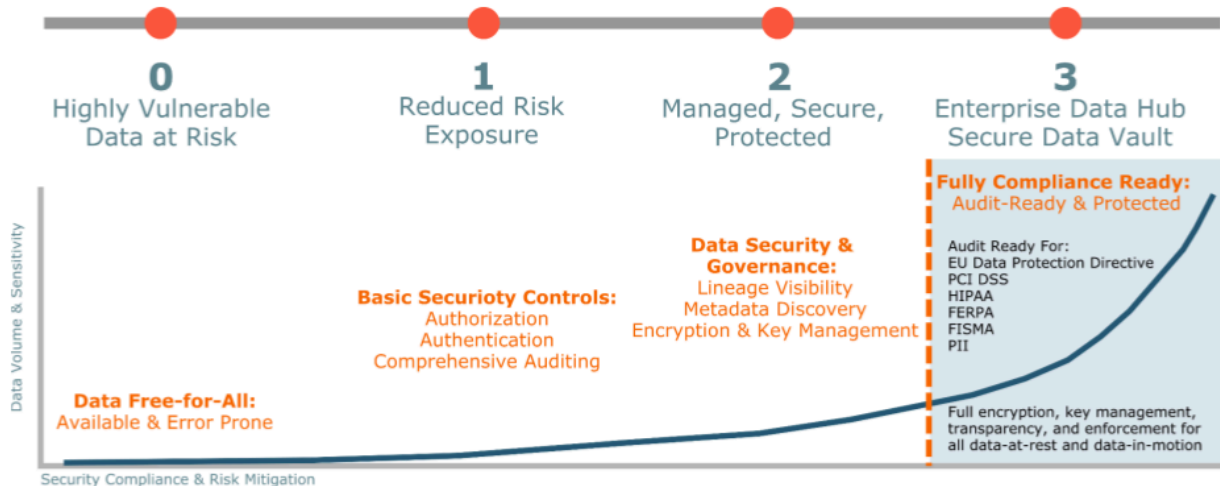 0
Highly Vulnerable
Data at Risk
1
Reduced Risk
Exposure
2
Managed, Secure,
Protected
3
Enterprise Data Hub
Secure Data Vault
Data Volume & Sensitivity
Data Free-for-All:
Available & Error Prone
Basic Securioty Controls:
Authorization
Authentication
Comprehensive Auditing
Data Security &
Governance:
Lineage Visibility
Metadata Discovery
Encryption & Key Management
Fully Compliance Ready:
Audit-Ready & Protected
Audit Ready For:
EU Data Protection Directive
PCI DSS
HIPAA
FERPA
FISMA
PII
Full encryption, key management,
transparency, and enforcement for
all data-at-rest and data-in-motion
Security Compliance & Risk Mitigation